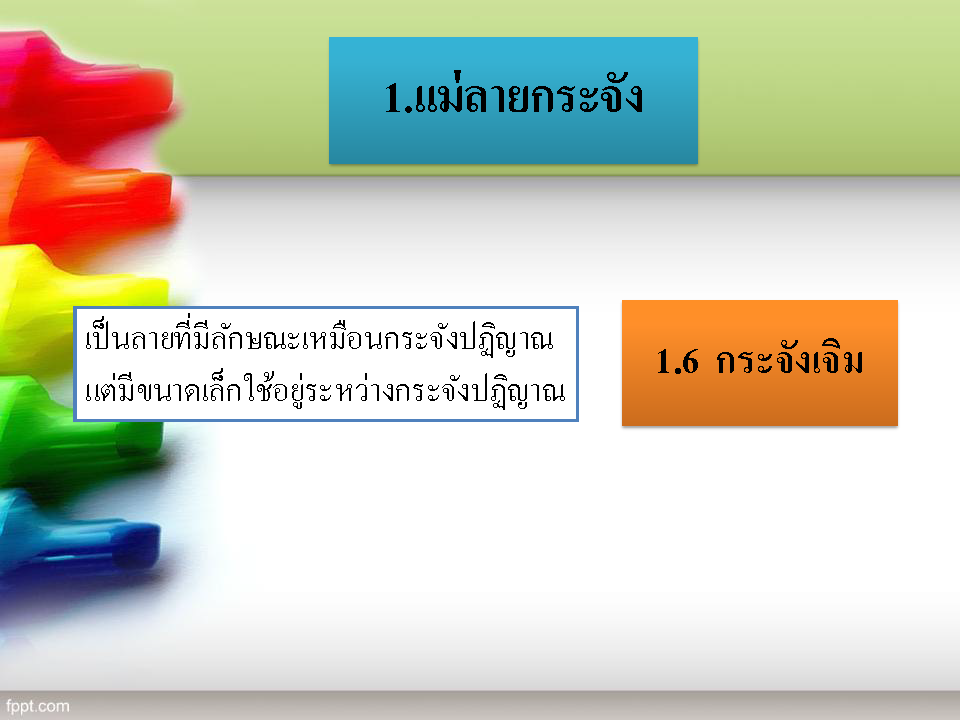 1.แม่ลายกระจัง
เป็นลายที่มีลักษณะเหมือนกระจังปฏิญาณ
แต่มีขนาดเล็กใช้อยู่ระหว่างกระจังปฏิญาณ
1.6 กระจังเจิม
fppt.com